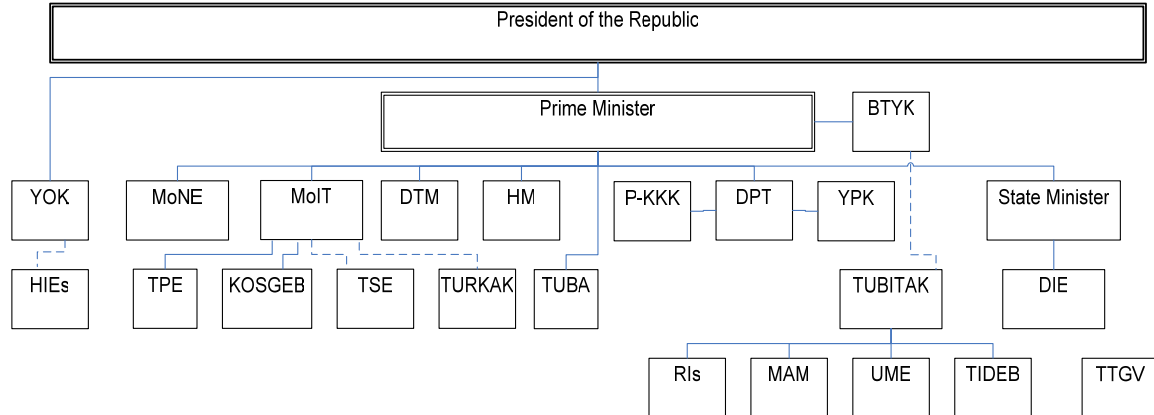 President of the Republic
Prime Minister
BTYK
YOK
MoNE
MoIT
DTM
HM
P-KKK
DPT
YPK
State Minister
HIEs
TPE
KOSGEB
TSE
TURKAK
TUBA
TUBITAK
DIE
RIs
MAM
UME
TIDEB
TTGV